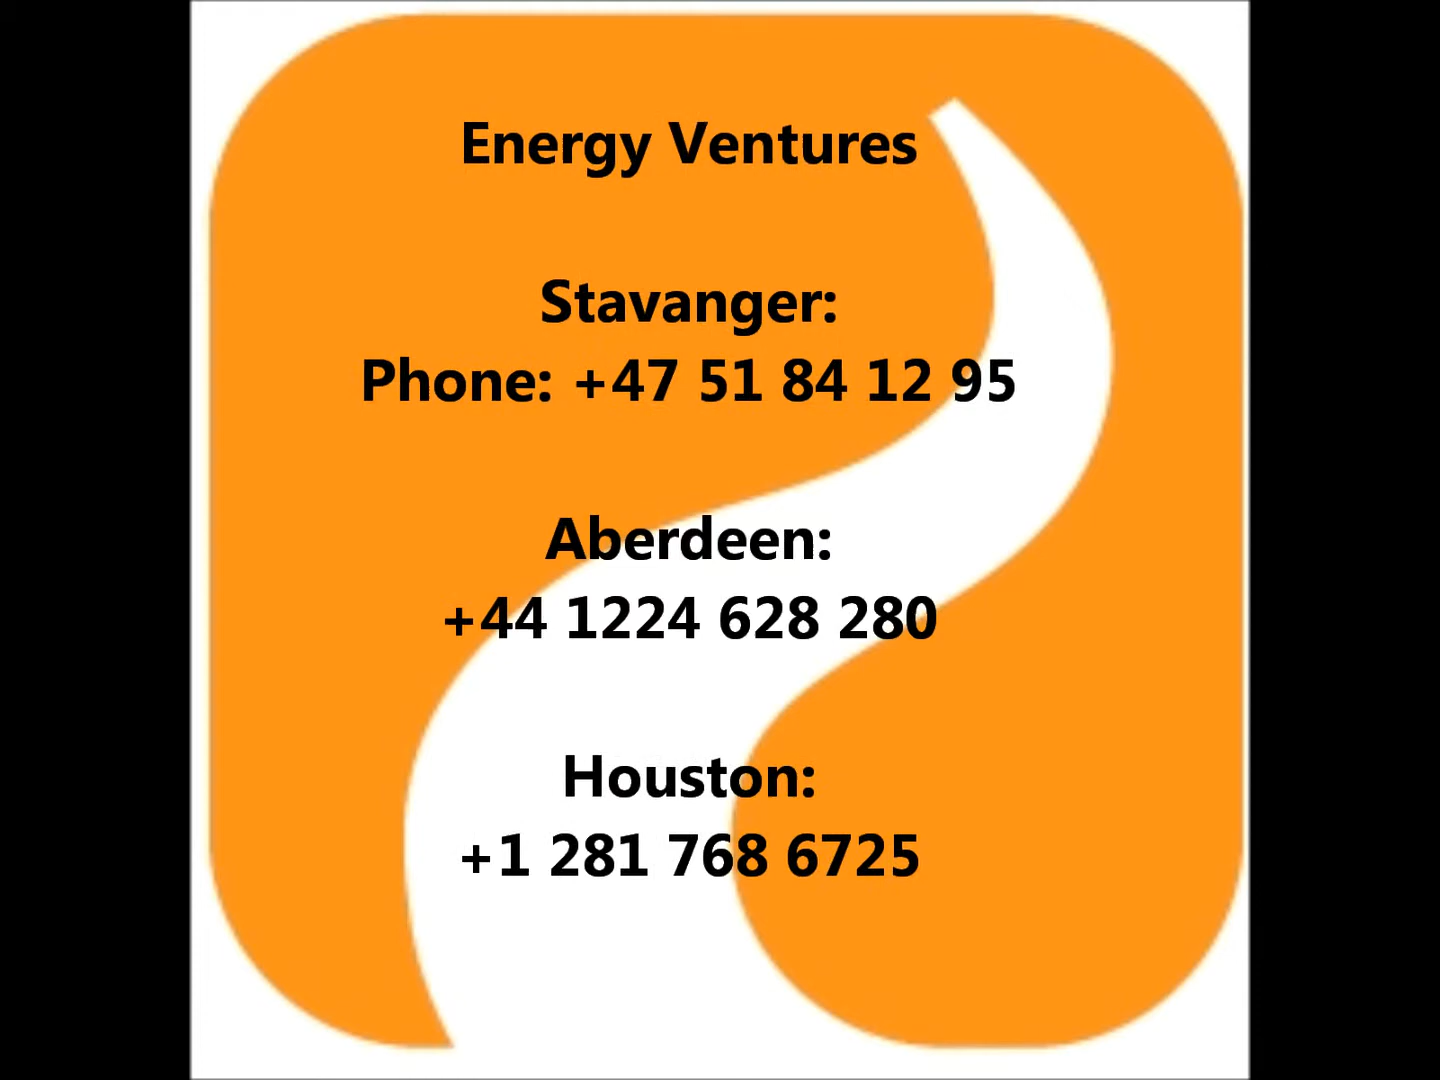 Energy Ventures
Stavanger:
Phone: +47 51 84 12 95
Aberdeen:
+44 1224 628 280
Houston:
+1 281 768 6725